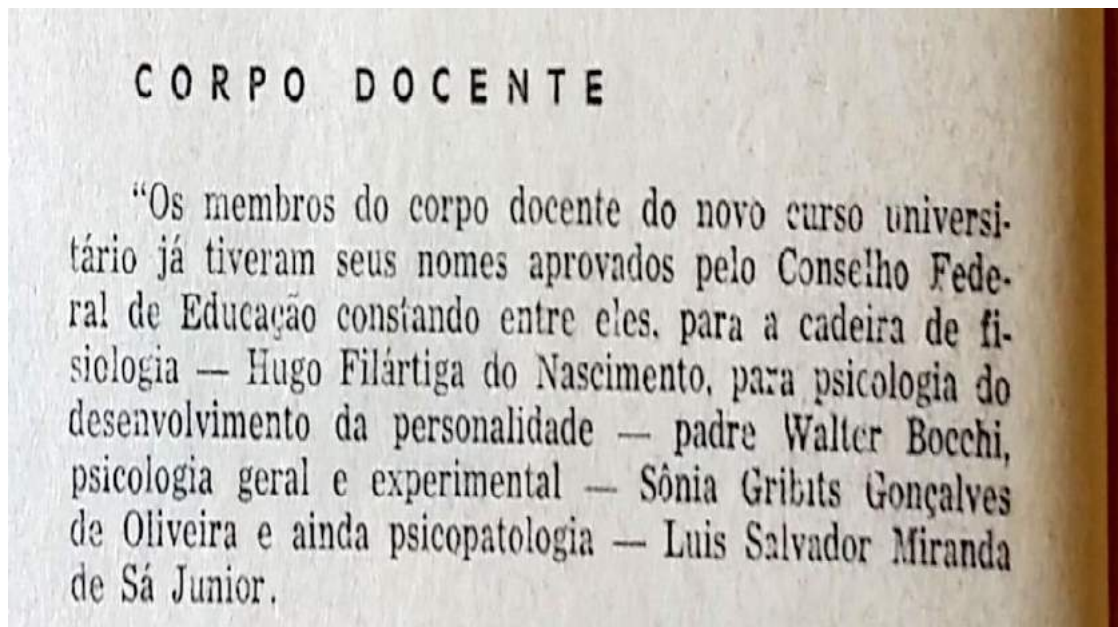 CORPO DOCENTE
“Os membros do corpo docente do novo curso universi-
tário já tiveram seus nomes aprovados pelo Conselho Fede-
ral de Educação constando entre eles, para a cadeira de fi-
siologia — Hugo Filártiga do Nascimento, para psicologia do
desenvolvimento da personalidade — padre Walter Bocchi,
psicologia geral e experimental — Sônia Gribits Gonçalves
de Oliveira e ainda psicopatologia — Luis Salvador Miranda
de Sá Junior.